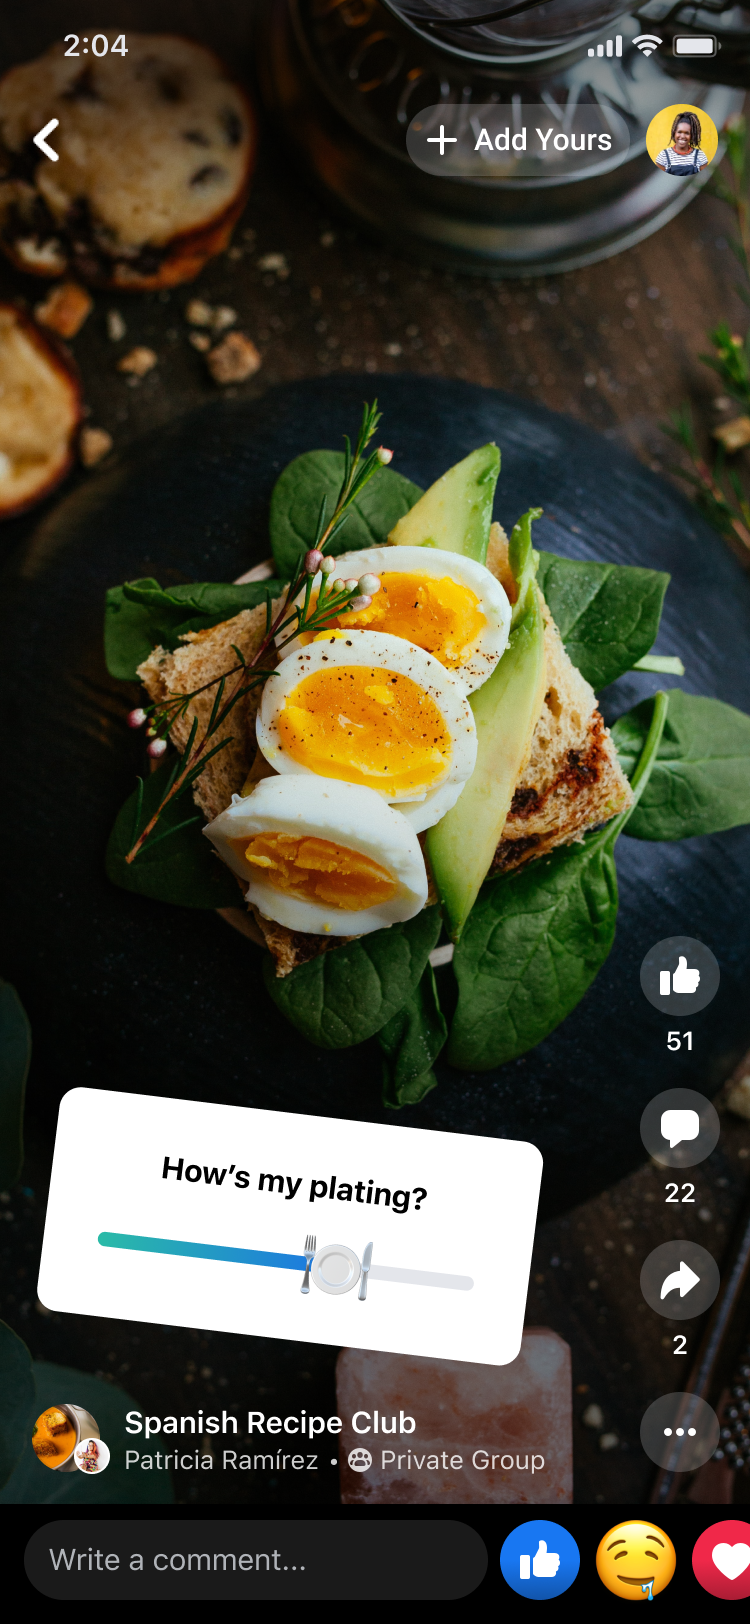 2:04
Add Yours
51
22
How’s my plating?
2
Spanish Recipe Club
Patricia Ramírez • Private Group
Write a comment...